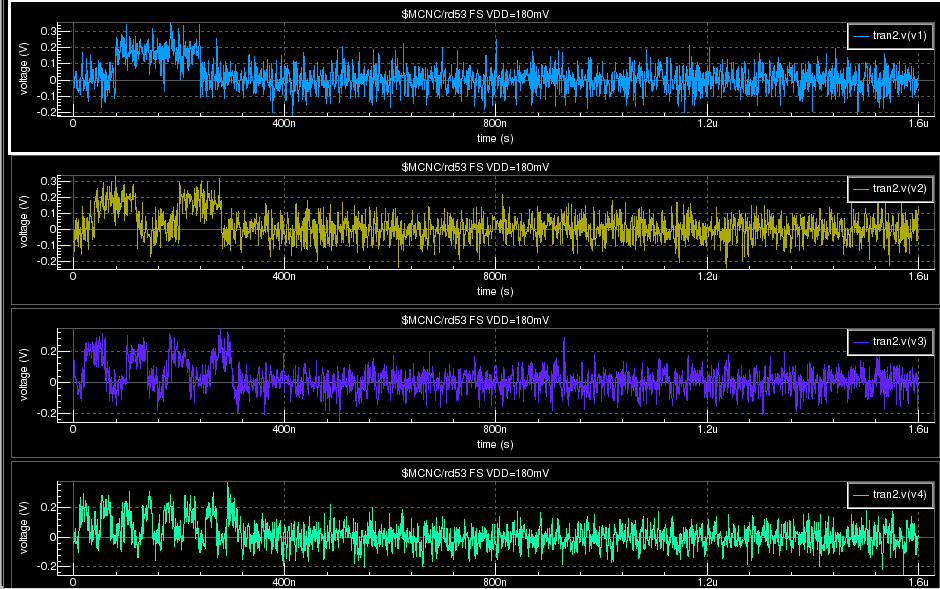 $MCNC/rd53 FS VDD=180mV
tran2.v(v1)
voltage (V)
0.3
0.2
0.1
0
-0.1
-0.2
0 400n 800n 1.2u 1.6u
time (s)
$MCNC/rd53 FS VDD=180mV
tran2.v(v2)
voltage (V)
0.3
0.2
0.1
0
-0.1
-0.2
0 400n 800n 1.2u 1.6u
time (s)
$MCNC/rd53 FS VDD=180mV
tran2.v(v3)
voltage (V)
0.2
0
-0.2
0 400n 800n 1.2u 1.6u
time (s)
$MCNC/rd53 FS VDD=180mV
tran2.v(v4)
voltage (V)
0.2
0
-0.2
0 400n 800n 1.2u 1.6u